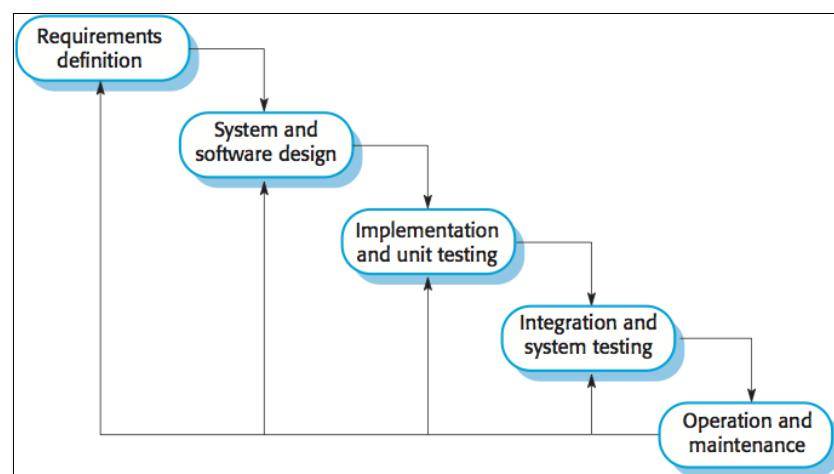 Requirements
definition
System and
software design
Implementation
and unit testing
Integration and
system testing
Operation and
maintenance